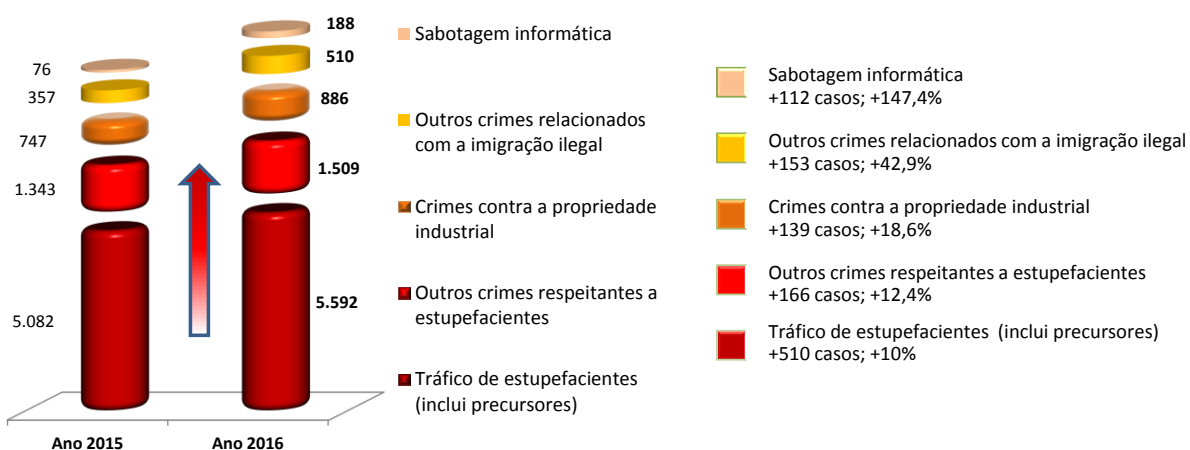 76
357
747
1.343
5.082
188
510
886
1.509
5.592
Ano 2015
Ano 2016
Sabotagem informática
Outros crimes relacionados
com a imigração ilegal
Crimes contra a propriedade
industrial
Outros crimes respeitantes a
estupefacientes
Tráfico de estupefacientes
(inclui precursores)
Sabotagem informática
+112 casos; +147,4%
Outros crimes relacionados com a imigração ilegal
+153 casos; +42,9%
Crimes contra a propriedade industrial
+139 casos; +18,6%
Outros crimes respeitantes a estupefacientes
+166 casos; +12,4%
Tráfico de estupefacientes (inclui precursores)
+510 casos; +10%